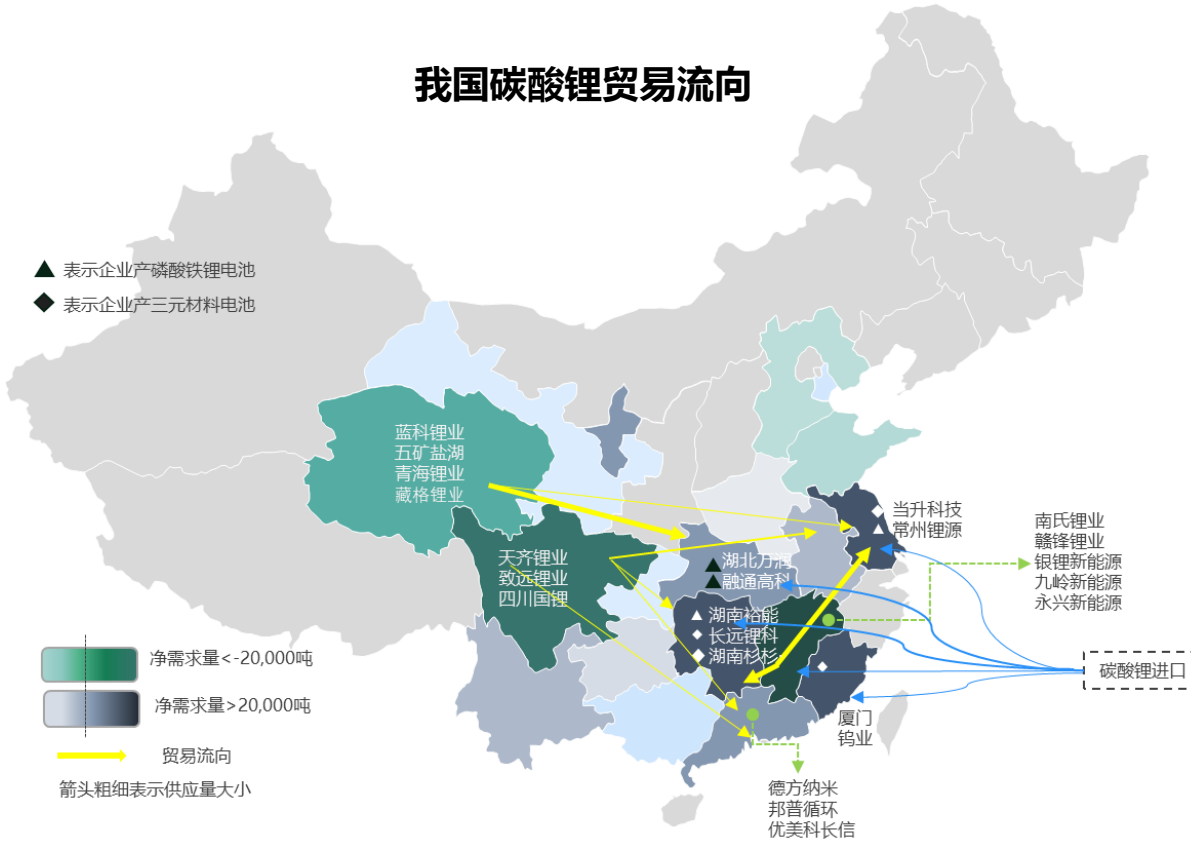 我国碳酸锂贸易流向
表示企业产磷酸铁锂电池
表示企业产三元材料电池
蓝科锂业
五矿盐湖
青海锂业
藏格锂业
天齐锂业
致远锂业
四川国锂
湖北万润
融通高科
湖南裕能
长远锂科
湖南杉杉
当升科技
常州锂源
南氏锂业
赣锋锂业
银锂新能源
九岭新能源
永兴新能源
碳酸锂进口
厦门
钨业
德方纳米
邦普循环
优美科长信
净需求量<-20,000吨
净需求量>20,000吨
贸易流向
箭头粗细表示供应量大小